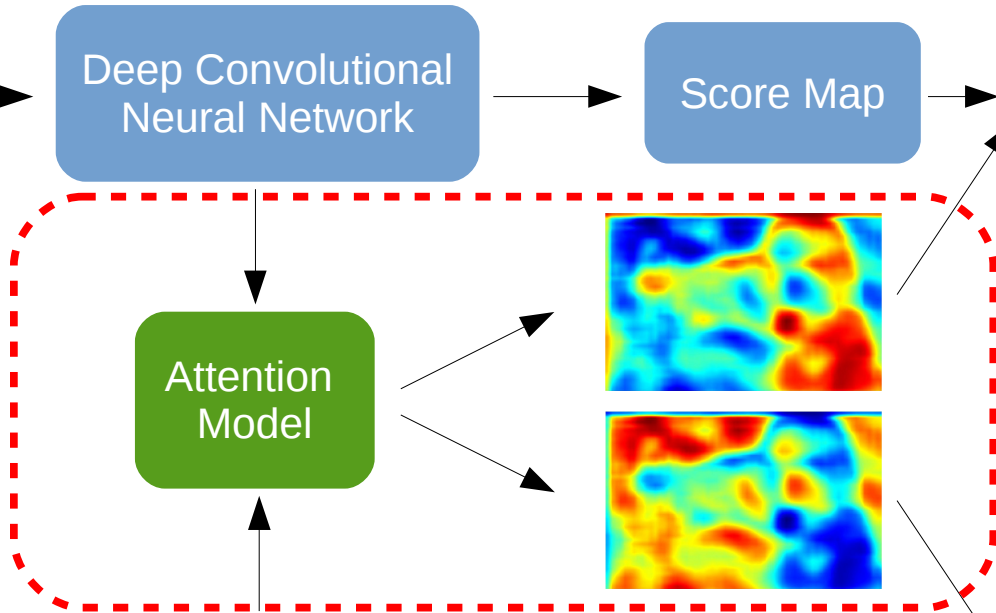 Deep Convolutional
Neural Network
Score Map
Attention
Model